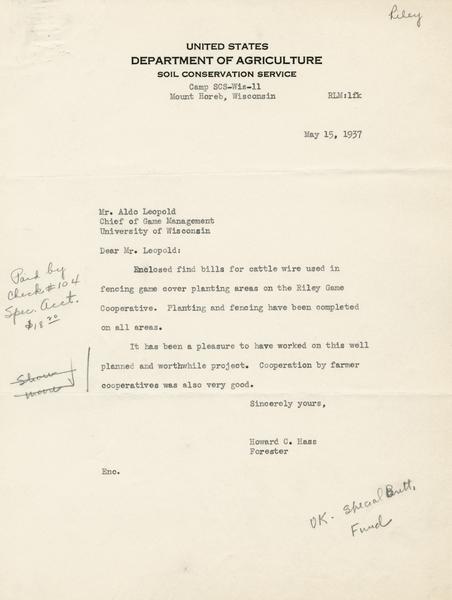 Riley
UNITED STATES
DEPARTMENT OF AGRICULTURE
SOIL CONSERVATION SERVICE
Camp SCS-Wis-11
Mount Horeb, Wisconsin RLM:lfk
May 15, 1937
Mr. Aldo Leopold
Chief of Game Management
University of Wisconsin
Dear Mr. Leopold:
Enclosed find bills for cattle wire used in
fencing game cover planting areas on the Riley Game
Cooperative. Planting and fencing have been completed
on all areas.
Paid by
Check #104
Spec. Acct.
$18.20
It has been a pleasure to have worked on this well
planned and worthwhile project. Cooperation by farmer
cooperatives was also very good.
Sincerely yours,
Howard C. Hass
Forester
Enc.
OK - Special
Fund